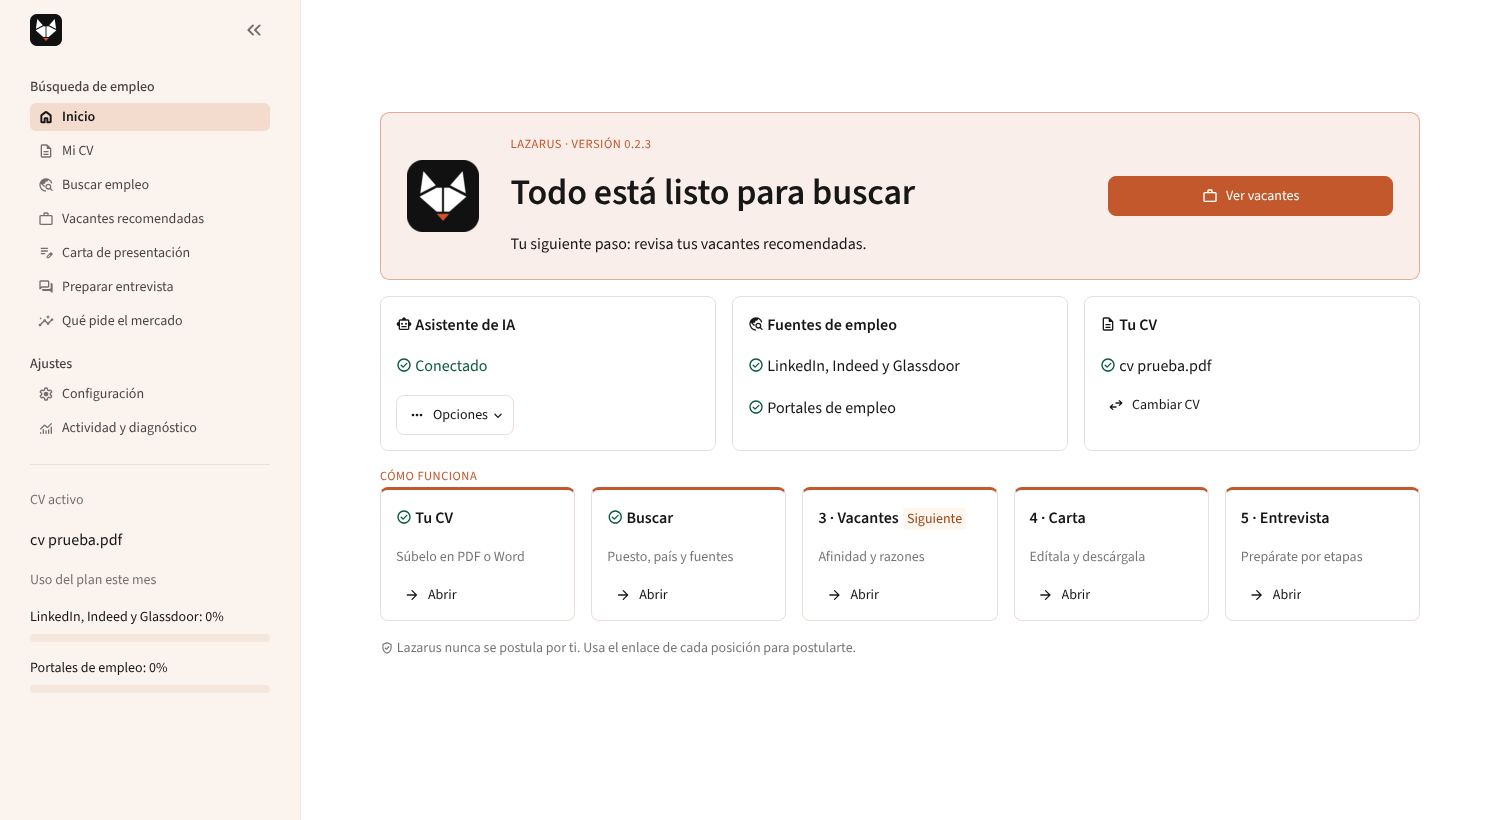 Búsqueda de empleo
Inicio
Mi CV
Buscar empleo
Vacantes recomendadas
Carta de presentación
Preparar entrevista
Qué pide el mercado
Ajustes
Configuración
Actividad y diagnóstico
CV activo
cv prueba.pdf
Uso del plan este mes
LinkedIn, Indeed y Glassdoor: 0%
Portales de empleo: 0%
LAZARUS · VERSIÓN 0.2.3
Todo está listo para buscar
Tu siguiente paso: revisa tus vacantes recomendadas.
Ver vacantes
Asistente de IA
Conectado
Opciones
Fuentes de empleo
LinkedIn, Indeed y Glassdoor
Portales de empleo
Tu CV
cv prueba.pdf
Cambiar CV
CÓMO FUNCIONA
Tu CV
Súbelo en PDF o Word
Abrir
Buscar
Puesto, país y fuentes
Abrir
3 · Vacantes Siguiente
Afinidad y razones
Abrir
4 · Carta
Edítala y descárgala
Abrir
5 · Entrevista
Prepárate por etapas
Abrir
Lazarus nunca se postula por ti. Usa el enlace de cada posición para postularte.